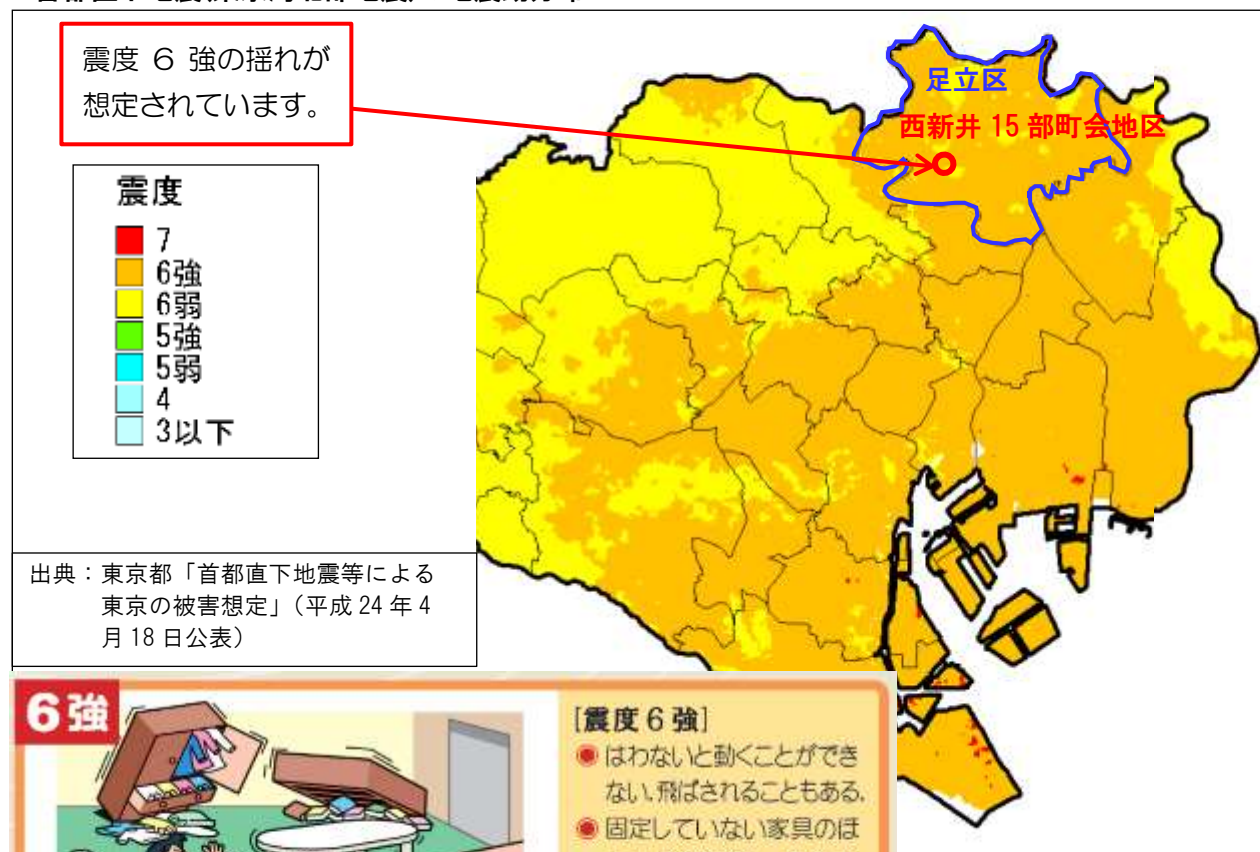 震度 6 強の揺れが
想定されています。
足立区
西新井 15 部町会地区
震度
7
6強
6弱
5強
5弱
4
3以下
出典：東京都「首都直下地震等による
東京の被害想定」（平成 24 年 4
月 18 日公表）
6強
[震度6強]
● はわないと動くことができ
ない。飛ばされることもある。
● 固定していない家具のほ